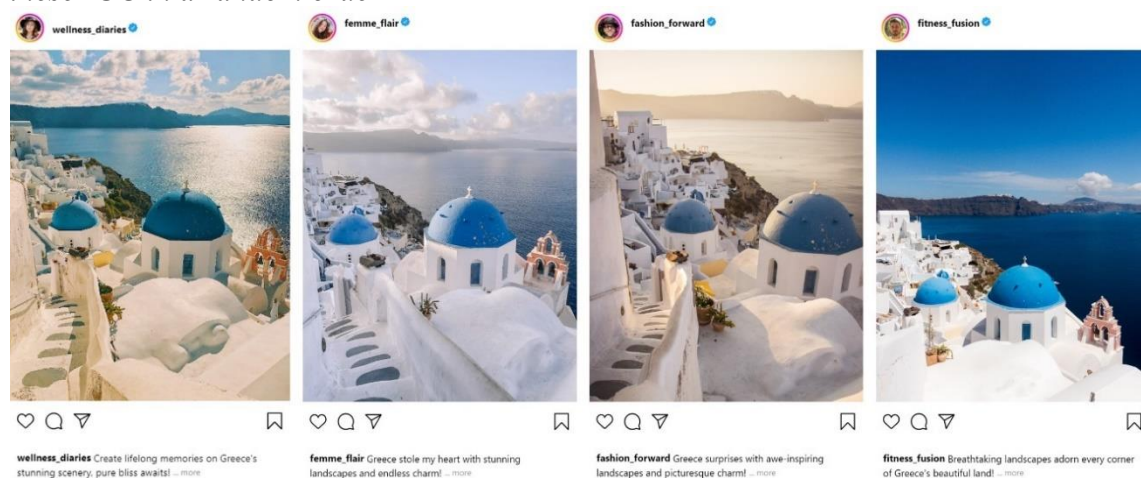 wellness_diaries
femme_flair
fashion_forward
fitness_fusion
wellness_diaries Create lifelong memories on Greece's
stunning scenery, pure bliss awaits! ... more
femme_flair Greece stole my heart with stunning
landscapes and endless charm! ... more
fashion_forward Greece surprises with awe-inspiring
landscapes and picturesque charm! ... more
fitness_fusion Breathtaking landscapes adorn every corner
of Greece's beautiful land! ... more